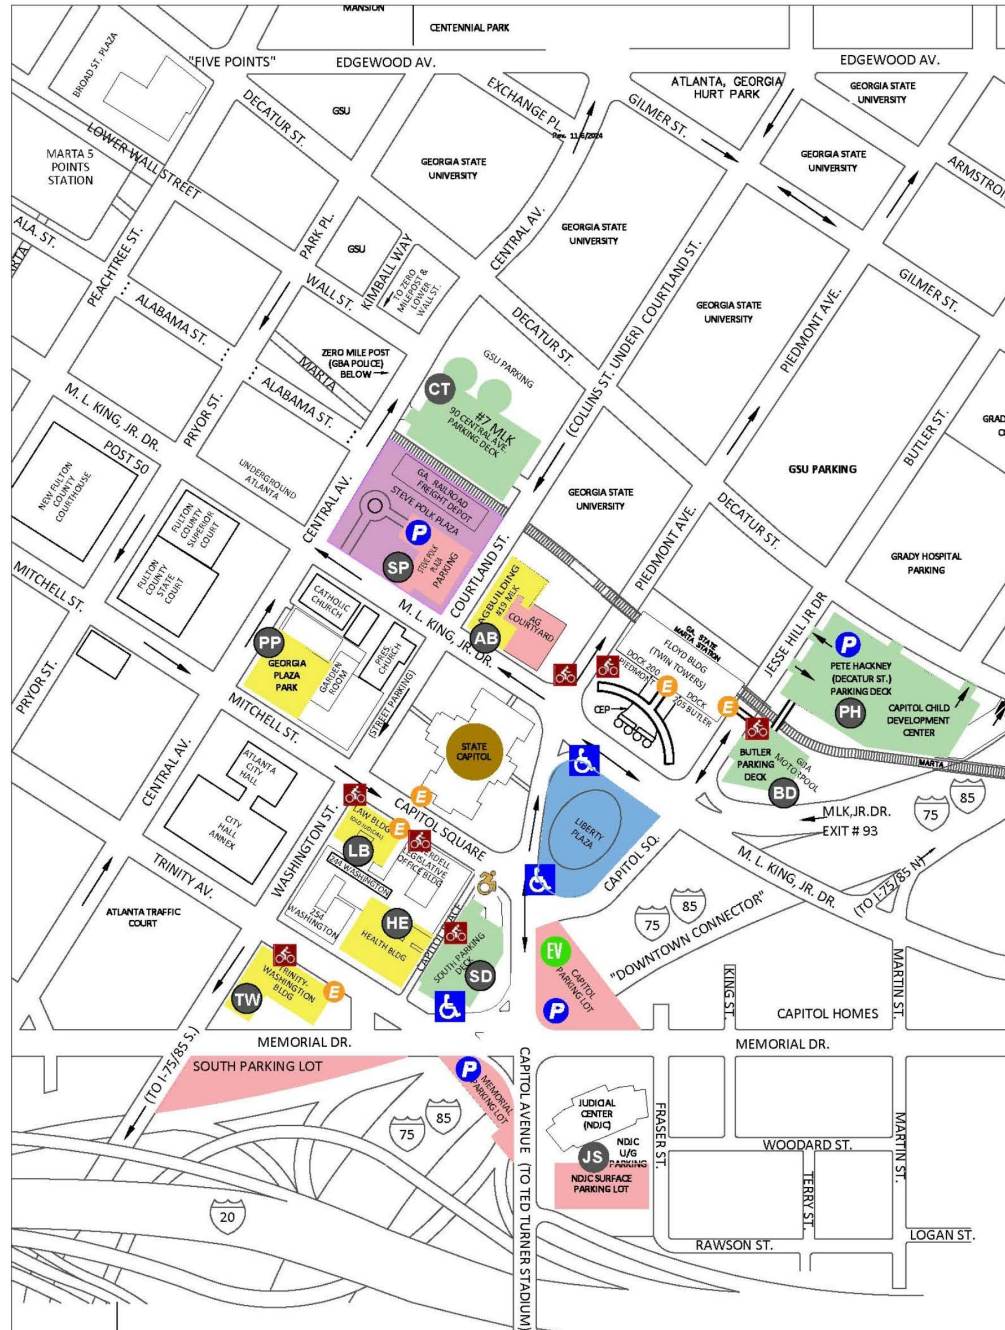 MANSION
CENTENNIAL PARK
"FIVE POINTS"
EDGEWOOD AV.
EDGEWOOD AV.
BROAD ST. PLAZA
DECATUR ST.
GSU
EXCHANGE PL.
Rev. 11/6/2024
GILMER ST.
ATLANTA, GEORGIA
HURT PARK
GEORGIA STATE
UNIVERSITY
LOWER WALL STREET
MARTA 5
POINTS
STATION
GEORGIA STATE
UNIVERSITY
GEORGIA STATE
UNIVERSITY
ARMSTRON
ALA. ST.
MARTA
PEACHTREE ST.
PARK PL.
GSU
KIMBALL WAY
TO ZERO
MILEPOST &
LOWER
WALL ST.
CENTRAL AV.
GEORGIA STATE
UNIVERSITY
GILMER ST.
ALABAMA ST.
WALL ST.
DECATUR ST.
(COLLINS ST. UNDER) COURTLAND ST.
GEORGIA STATE
UNIVERSITY
PIEDMONT AVE.
ZERO MILE POST
(GBA POLICE)
BELOW
MARTA
GSU PARKING
CT
#7 MLK
90 CENTRAL AVE.
PARKING DECK
M. L. KING, JR. DR.
POST 50
PRYOR ST.
ALABAMA ST.
BUTLER ST.
GRAD
C
GSU PARKING
NEW FULTON
COUNTY
COURTHOUSE
UNDERGROUND
ATLANTA
CENTRAL AV.
GA. RAILROAD
FREIGHT DEPOT
STEVE POLK PLAZA
P
STEVE POLK
PLAZA
PARKING
SP
GEORGIA STATE
UNIVERSITY
DECATUR ST.
FULTON
COUNTY
SUPERIOR
COURT
FULTON
COUNTY
STATE
COURT
MITCHELL ST.
COURTLAND ST.
AG BUILDING
#19 MLK
AG
COURTYARD
AB
PIEDMONT AVE.
GRADY HOSPITAL
PARKING
CATHOLIC
CHURCH
M. L. KING, JR. DR.
PP
GEORGIA
PLAZA
PARK
GARDEN
ROOM
PRES.
CHURCH
(STREET PARKING)
GA. STATE
MARTA STATION
FLOYD BLDG
(TWIN TOWERS)
DOCK 200
PIEDMONT
DOCK
205 BUTLER
JESSE HILL JR DR
P
PETE HACKNEY
(DECATUR ST.)
PARKING DECK
PH
CAPITOL CHILD
DEVELOPMENT
CENTER
PRYOR ST.
MITCHELL ST.
STATE
CAPITOL
CEP
E
E
BUTLER
PARKING
DECK
GBA
MOTORPOOL
BD
MARTA
CENTRAL AV.
ATLANTA
CITY
HALL
CITY
HALL
ANNEX
WASHINGTON ST.
E
CAPITOL SQUARE
LIBERTY
PLAZA
CAPITOL SQ.
75
85
MLK,JR.DR.
EXIT # 93
LAW BLDG
(OLD JUDICIAL)
E
LB
LEGISLATIVE
OFFICE BLDG
244 WASHINGTON
254
WASHINGTON
TRINITY AV.
ATLANTA TRAFFIC
COURT
HE
HEALTH BLDG
CAPITOL PLACE
SOUTH PARKING
DECK
SD
M. L. KING, JR. DR.
(TO I-75/85 N)
75
85
"DOWNTOWN CONNECTOR"
EV
CAPITOL
PARKING LOT
P
TRINITY-
WASHINGTON
BLDG
TW
E
KING ST.
MARTIN ST.
CAPITOL HOMES
MEMORIAL DR.
MEMORIAL DR.
(TO I-75/85 S.)
SOUTH PARKING LOT
P
MEMORIAL
PARKING LOT
75
85
CAPITOL AVENUE (TO TED TURNER STADIUM)
JUDICIAL
CENTER
(NDJC)
NDJC
U/G
PARKING
JS
NDJC SURFACE
PARKING LOT
FRASER ST.
WOODARD ST.
TERRY ST.
MARTIN ST.
20
RAWSON ST.
LOGAN ST.